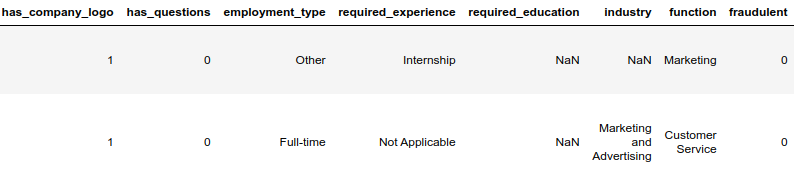 has_company_logo has_questions employment_type required_experience required_education industry function fraudulent
1 0 Other Internship NaN NaN Marketing 0
1 0 Full-time Not Applicable NaN Marketing and Advertising Customer Service 0